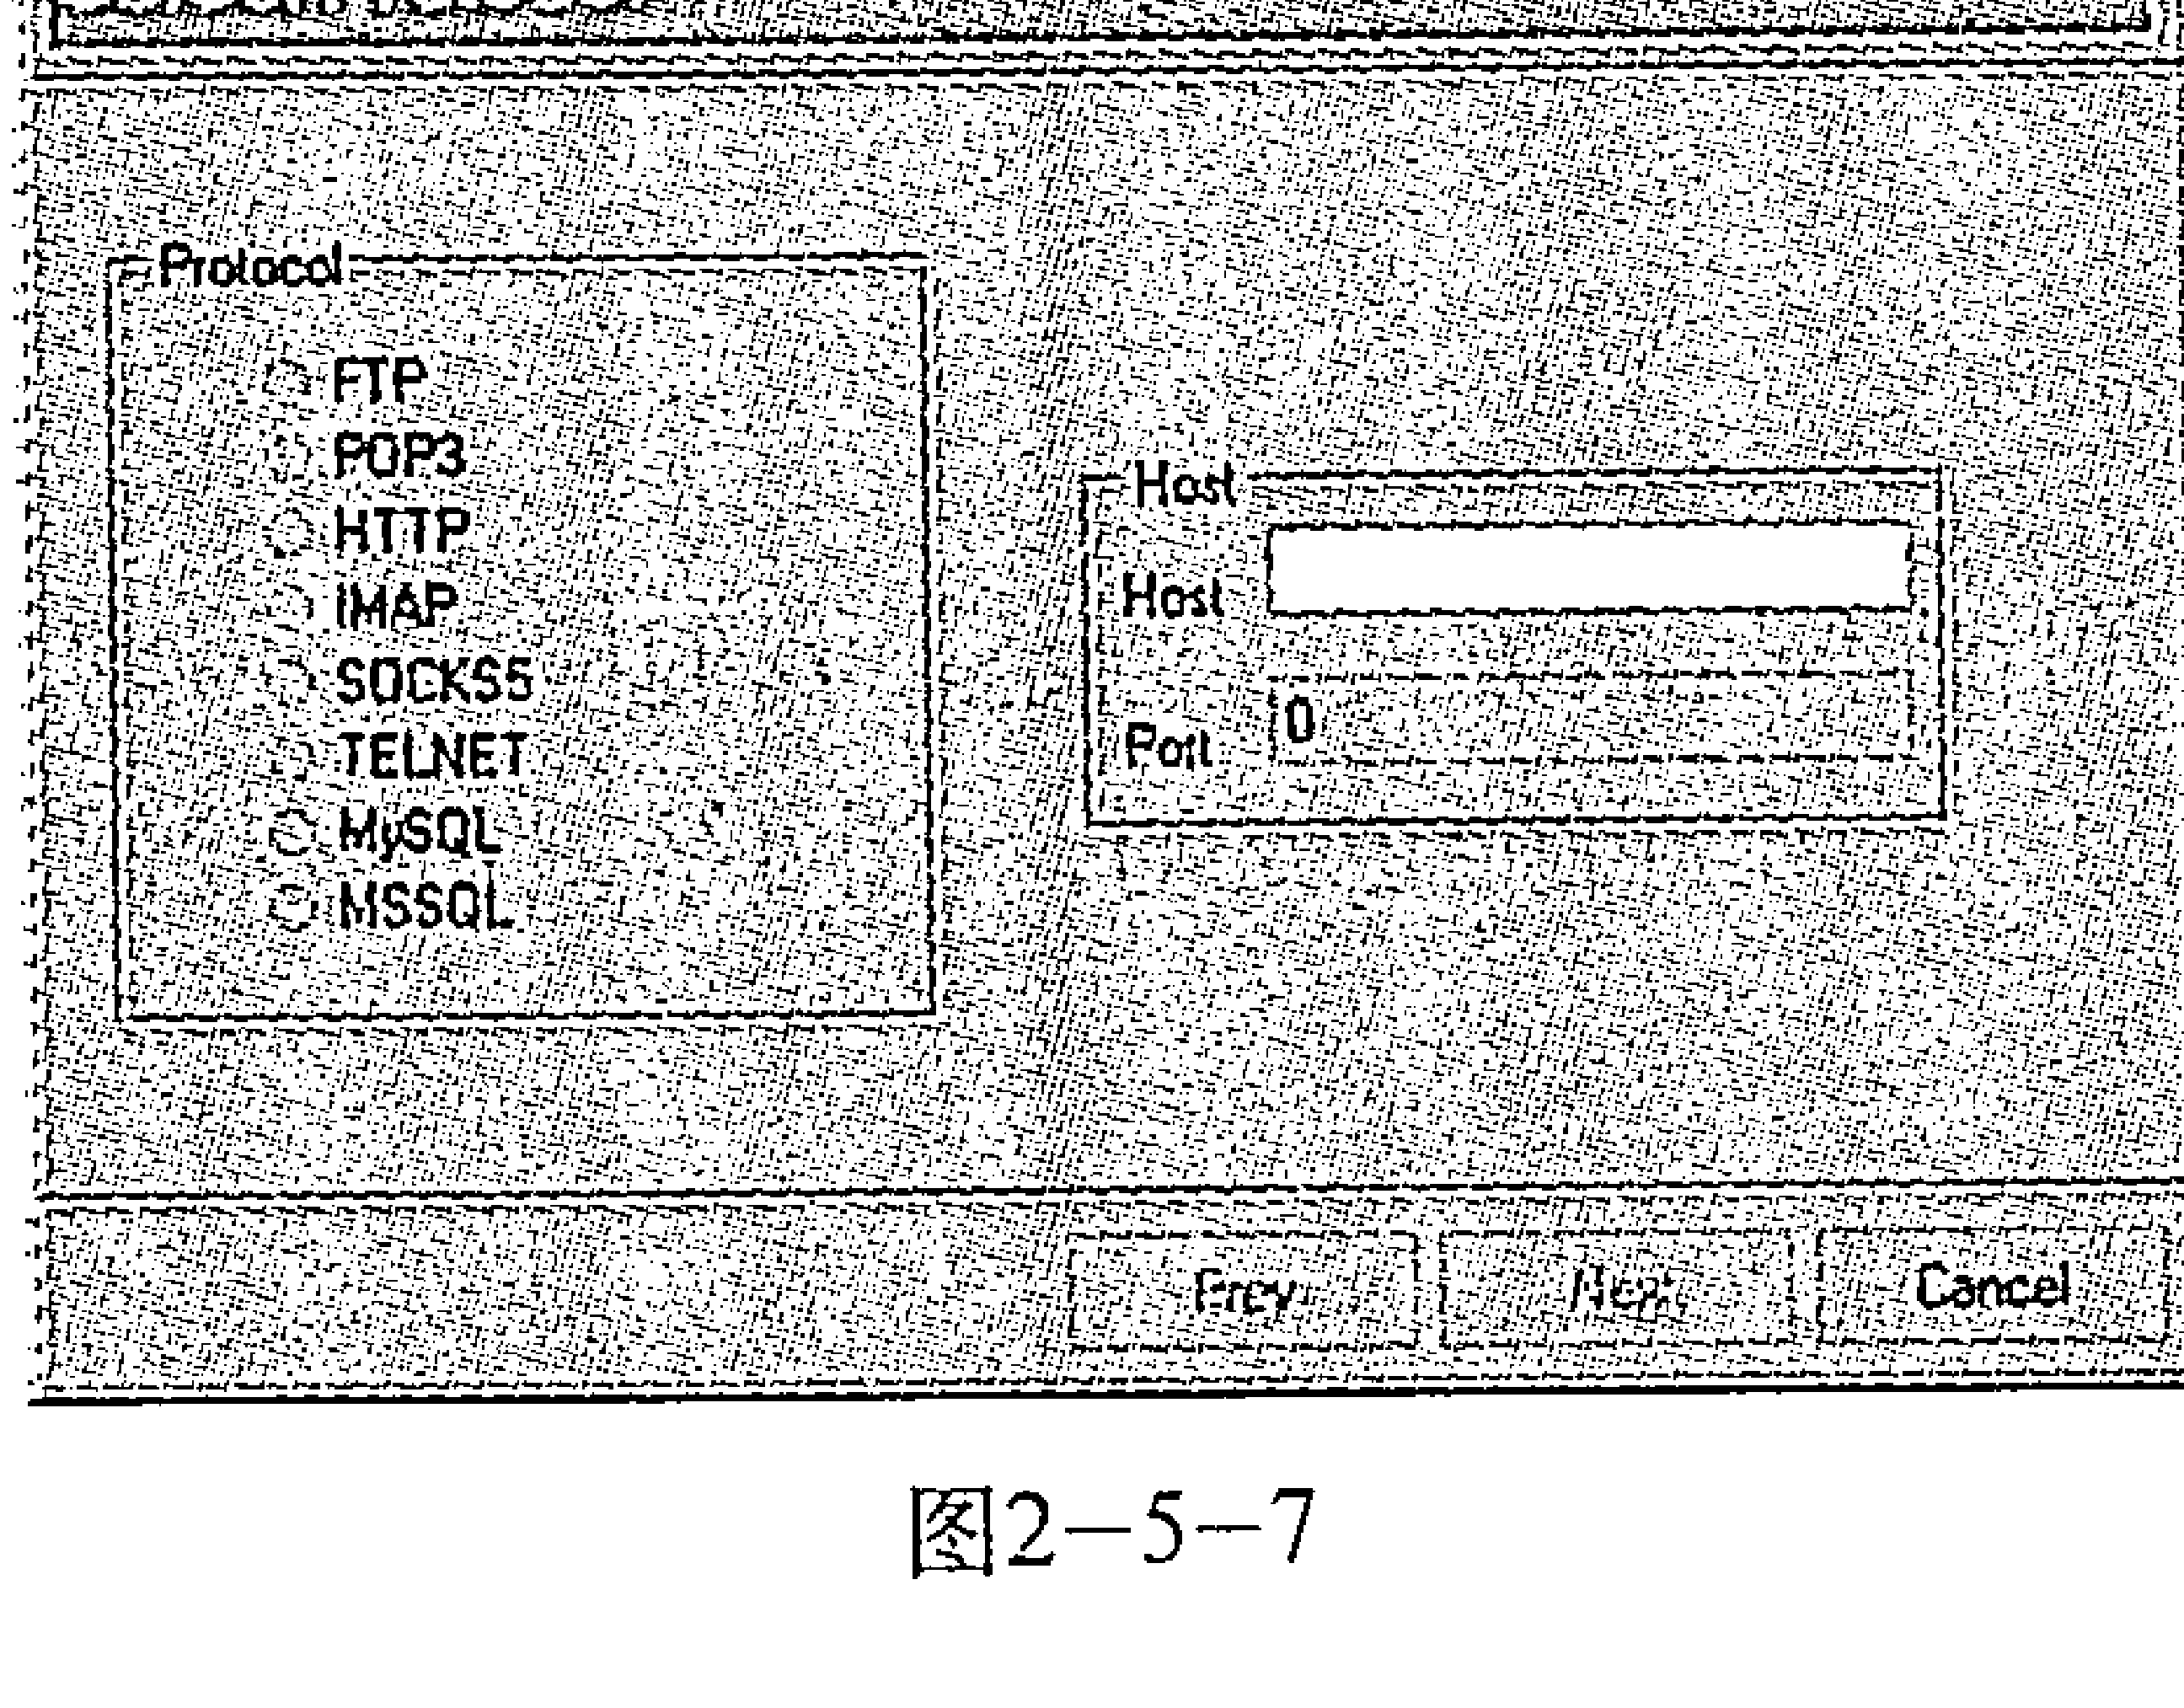 Protocol
FTP
POP3
HTTP
IMAP
SOCKS5
TELNET
MySQL
MSSQL
Host
Host
Port
0
Prev
Next
Cancel
图2-5-7